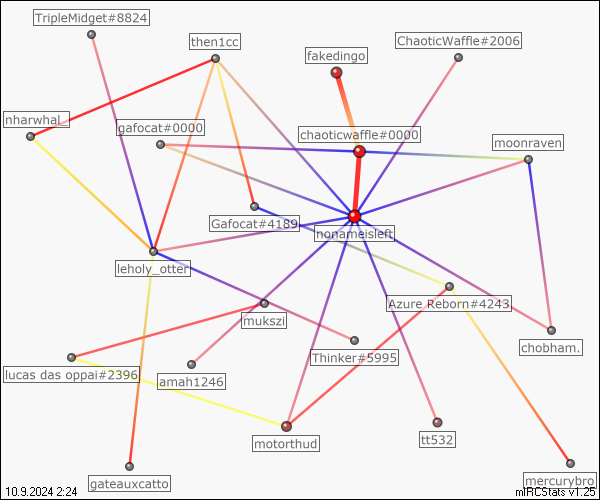 TripleMidget#8824
then1cc
ChaoticWaffle#2006
fakedingo
nharwhal_
gafocat#0000
chaoticwaffle#0000
moonraven
Gafocat#4189
nonameisleft
leholy_otter
Azure Reborn#4243
mukszi
chobham.
Thinker#5995
lucas das oppai#2396
amah1246
motorthud
tt532
gateauxcatto
mercurybro
10.9.2024 2:24
mIRCStats v1.25